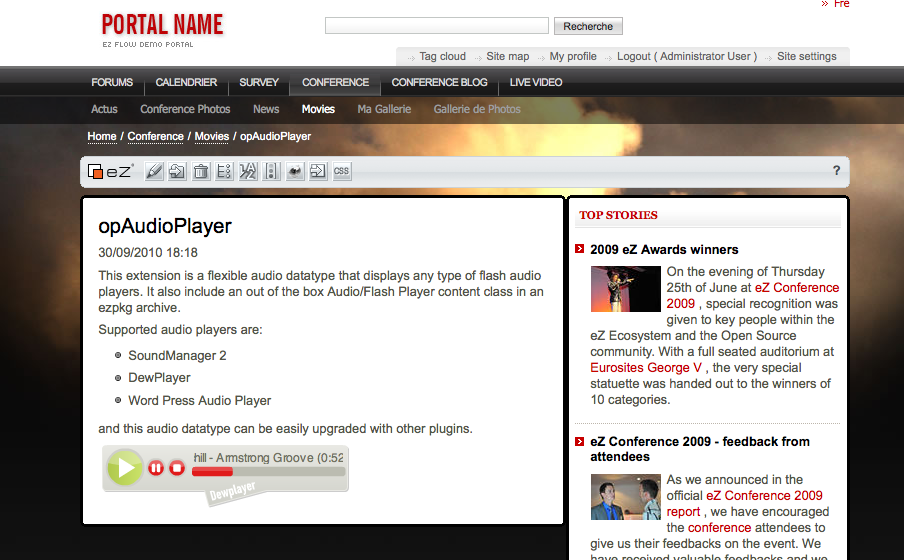 Fre
PORTAL NAME
EZ FLOW DEMO PORTAL
Recherche
Tag cloud Site map My profile Logout ( Administrator User ) Site settings
FORUMS CALENDRIER SURVEY CONFERENCE CONFERENCE BLOG LIVE VIDEO
Actus Conference Photos News Movies Ma Gallerie Gallerie de Photos
Home / Conference / Movies / opAudioPlayer
eZ CSS ?
opAudioPlayer
30/09/2010 18:18
This extension is a flexible audio datatype that displays any type of flash audio
players. It also include an out of the box Audio/Flash Player content class in an
ezpkg archive.
Supported audio players are:
SoundManager 2
DewPlayer
Word Press Audio Player
and this audio datatype can be easily upgraded with other plugins.
hill - Armstrong Groove (0:52
Dewplayer
TOP STORIES
2009 eZ Awards winners
On the evening of Thursday
25th of June at eZ Conference
2009 , special recognition was
given to key people within the
eZ Ecosystem and the Open Source
community. With a full seated auditorium at
Eurosites George V , the very special
statuette was handed out to the winners of
10 categories.
eZ Conference 2009 - feedback from
attendees
As we announced in the
official eZ Conference 2009
report , we have encouraged
the conference attendees to
give us their feedbacks on the event. We
have received valuable feedbacks and we